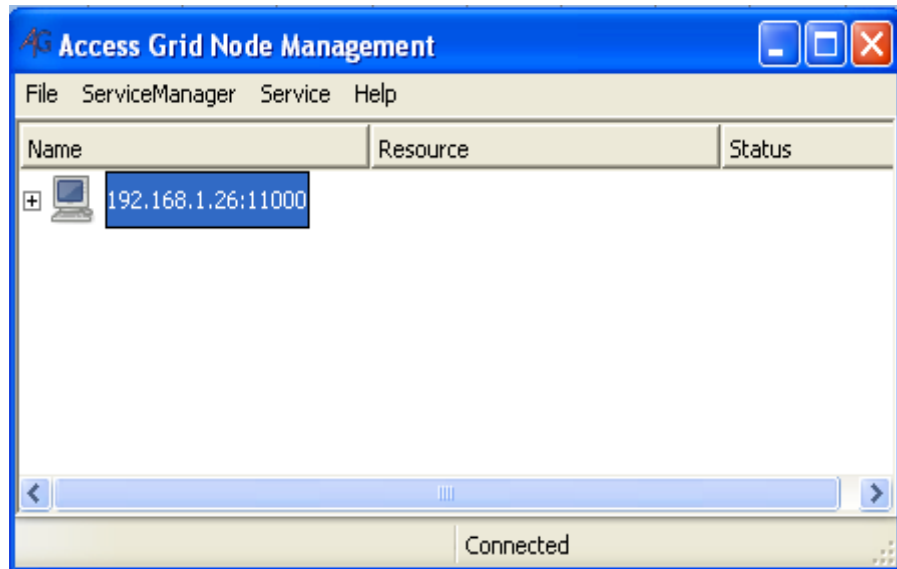 AG Access Grid Node Management
File ServiceManager Service Help
Name Resource Status
192.168.1.26:11000
Connected